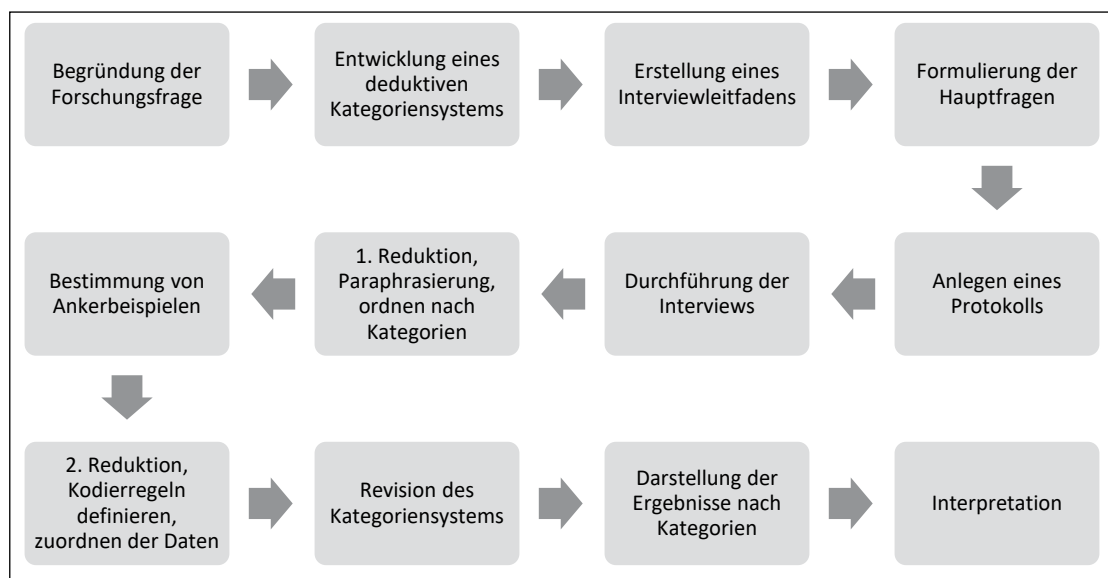 Begründung der
Forschungsfrage
Entwicklung eines
deduktiven
Kategoriensystems
Erstellung eines
Interviewleitfadens
Formulierung der
Hauptfragen
Anlegen eines
Protokolls
Durchführung der
Interviews
1. Reduktion,
Paraphrasierung,
ordnen nach
Kategorien
Bestimmung von
Ankerbeispielen
2. Reduktion,
Kodierregeln
definieren,
zuordnen der Daten
Revision des
Kategoriensystems
Darstellung der
Ergebnisse nach
Kategorien
Interpretation